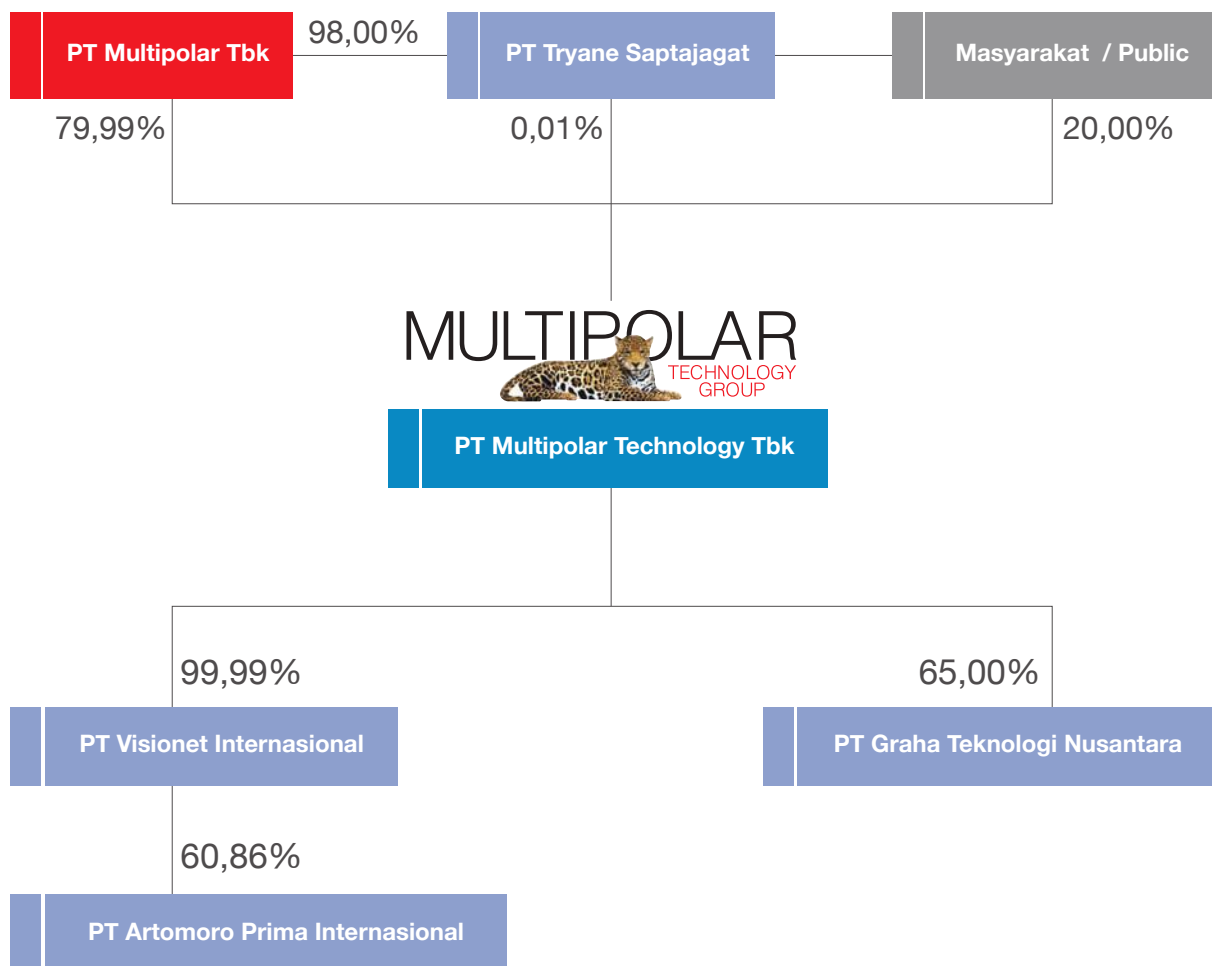 PT Multipolar Tbk
98,00%
PT Tryane Saptajagat
Masyarakat / Public
79,99%
0,01%
20,00%
MULTIPOLAR
TECHNOLOGY
GROUP
PT Multipolar Technology Tbk
99,99%
65,00%
PT Visionet Internasional
PT Graha Teknologi Nusantara
60,86%
PT Artomoro Prima Internasional